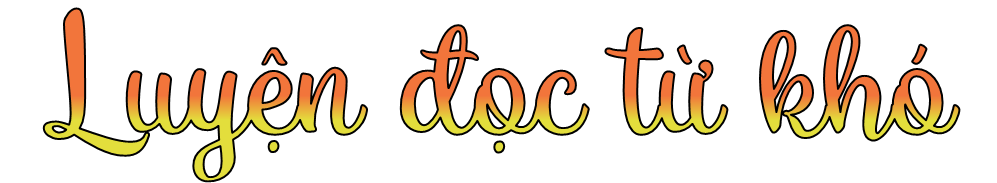 Luyện đọc từ khó